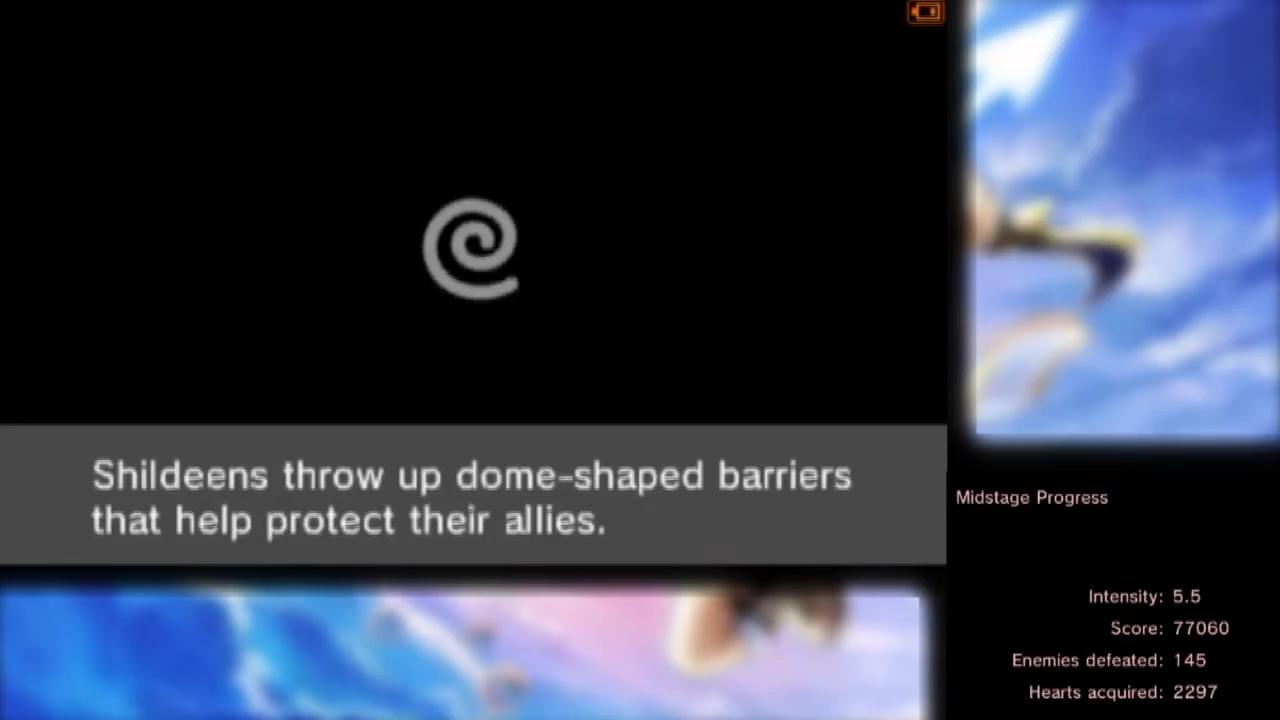 Shildeens throw up dome-shaped barriers
that help protect their allies.
Midstage Progress
Intensity: 5.5
Score: 77060
Enemies defeated: 145
Hearts acquired: 2297